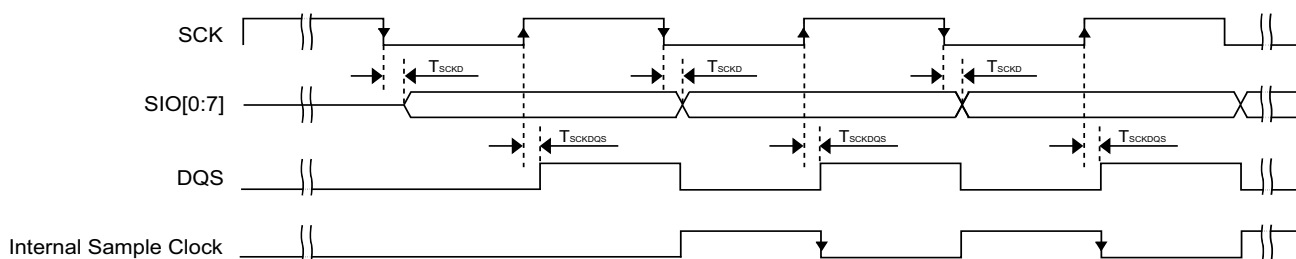 SCK
TSCKD TSCKD TSCKD
SIO[0:7]
TSCKDQS TSCKDQS TSCKDQS
DQS
Internal Sample Clock